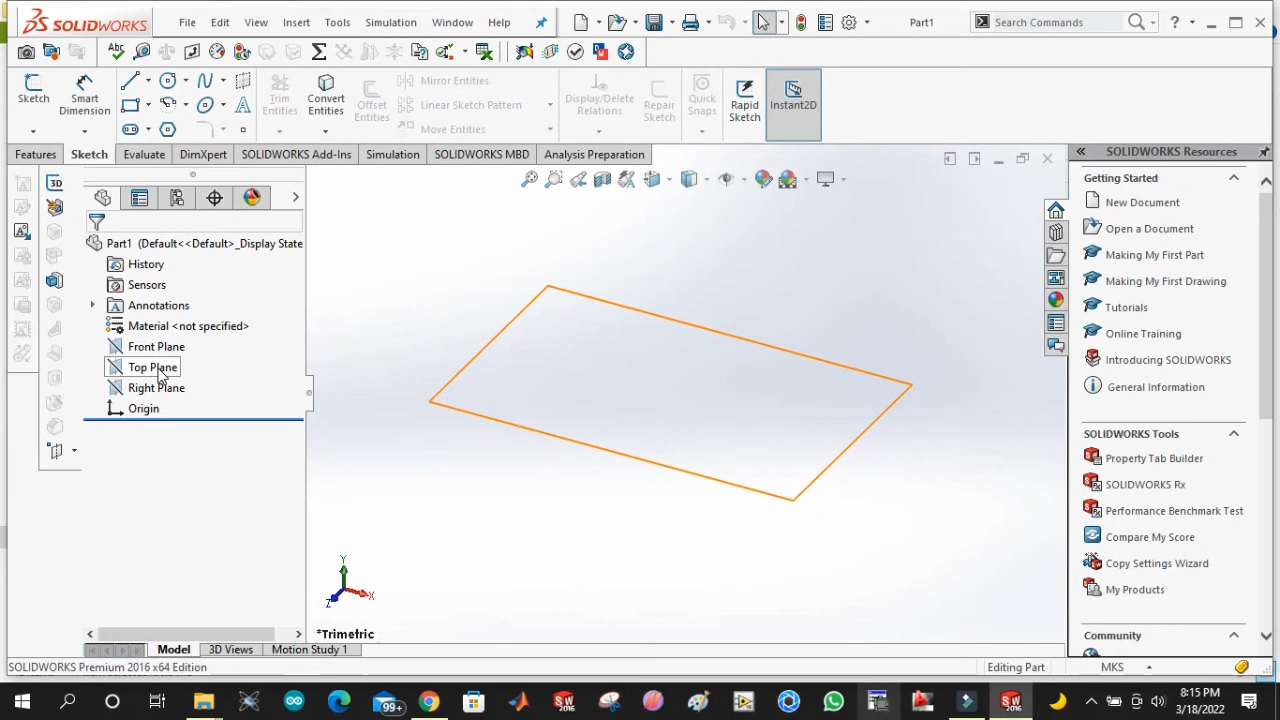 SOLIDWORKS
File Edit View Insert Tools Simulation Window Help
Part1
Search Commands
Sketch
Smart Dimension
Trim Entities
Convert Entities
Offset Entities
Mirror Entities
Linear Sketch Pattern
Move Entities
Display/Delete Relations
Repair Sketch
Quick Snaps
Rapid Sketch
Instant2D
Features Sketch Evaluate DimXpert SOLIDWORKS Add-Ins Simulation SOLIDWORKS MBD Analysis Preparation
3D
Part1 (Default<<Default>_Display State
History
Sensors
Annotations
Material <not specified>
Front Plane
Top Plane
Right Plane
Origin
Y
X
Z
*Trimetric
SOLIDWORKS Resources
Getting Started
New Document
Open a Document
Making My First Part
Making My First Drawing
Tutorials
Online Training
Introducing SOLIDWORKS
General Information
SOLIDWORKS Tools
Property Tab Builder
SOLIDWORKS Rx
Performance Benchmark Test
Compare My Score
Copy Settings Wizard
My Products
Community
Model 3D Views Motion Study 1
SOLIDWORKS Premium 2016 x64 Edition
Editing Part
MKS
99+
8:15 PM
3/18/2022